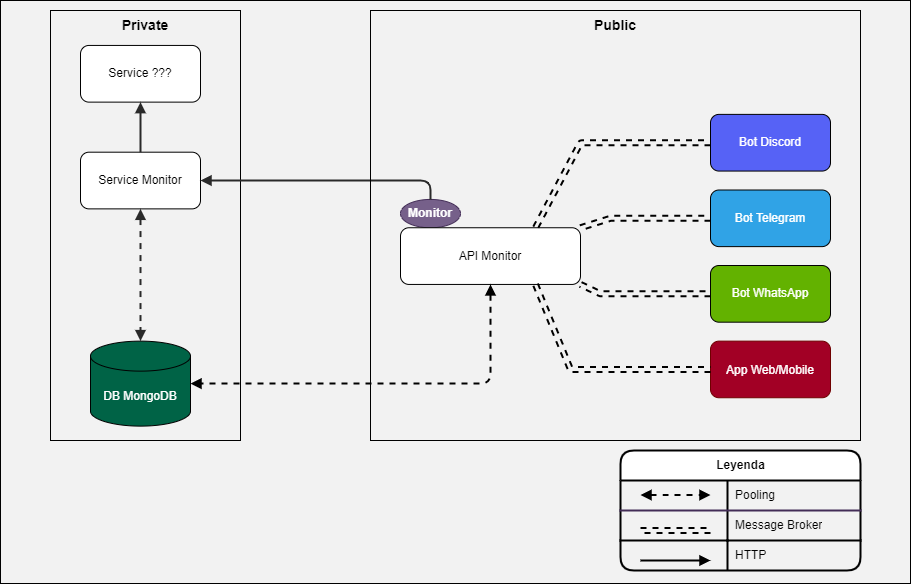 Private
Public
Service ???
Service Monitor
DB MongoDB
Monitor
API Monitor
Bot Discord
Bot Telegram
Bot WhatsApp
App Web/Mobile
Leyenda
Pooling
Message Broker
HTTP